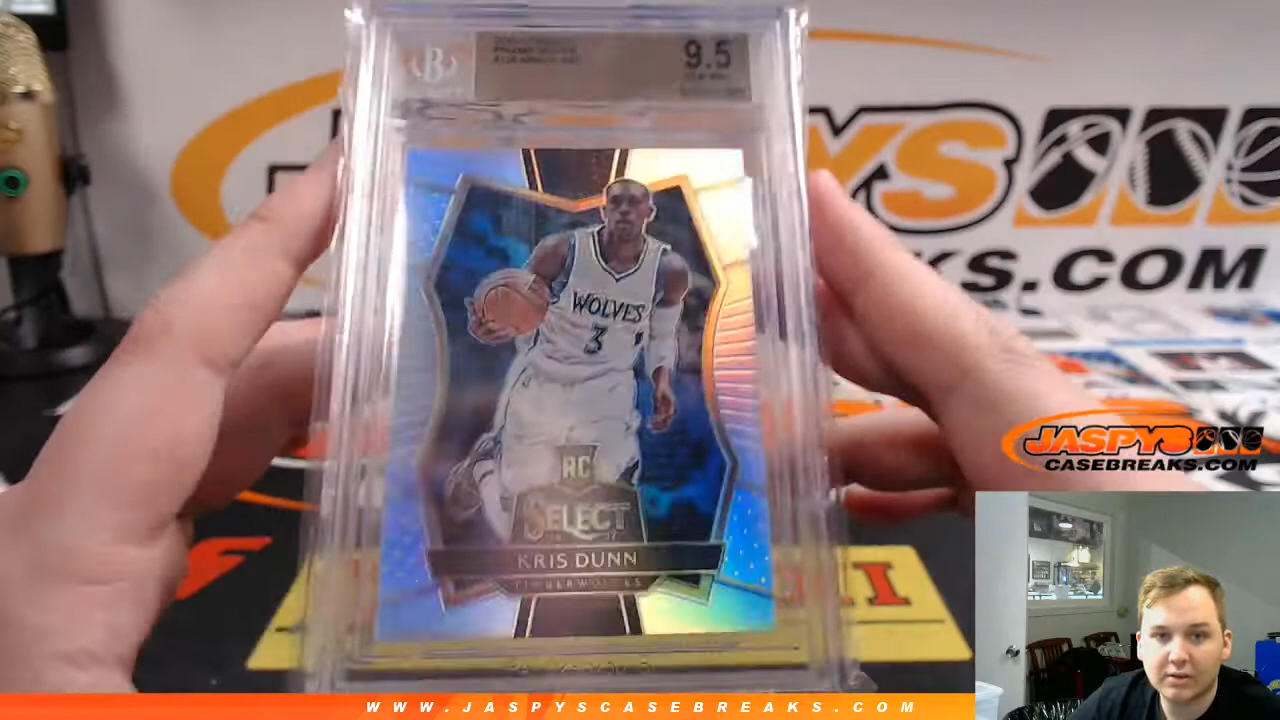 B
9.5
YS
KS.COM
WOLVES
3
RC
SELECT
KRIS DUNN
TIMBERWOLVES
JASPYS
CASEBREAKS.COM
WWW.JASPYSCASEBREAKS.COM